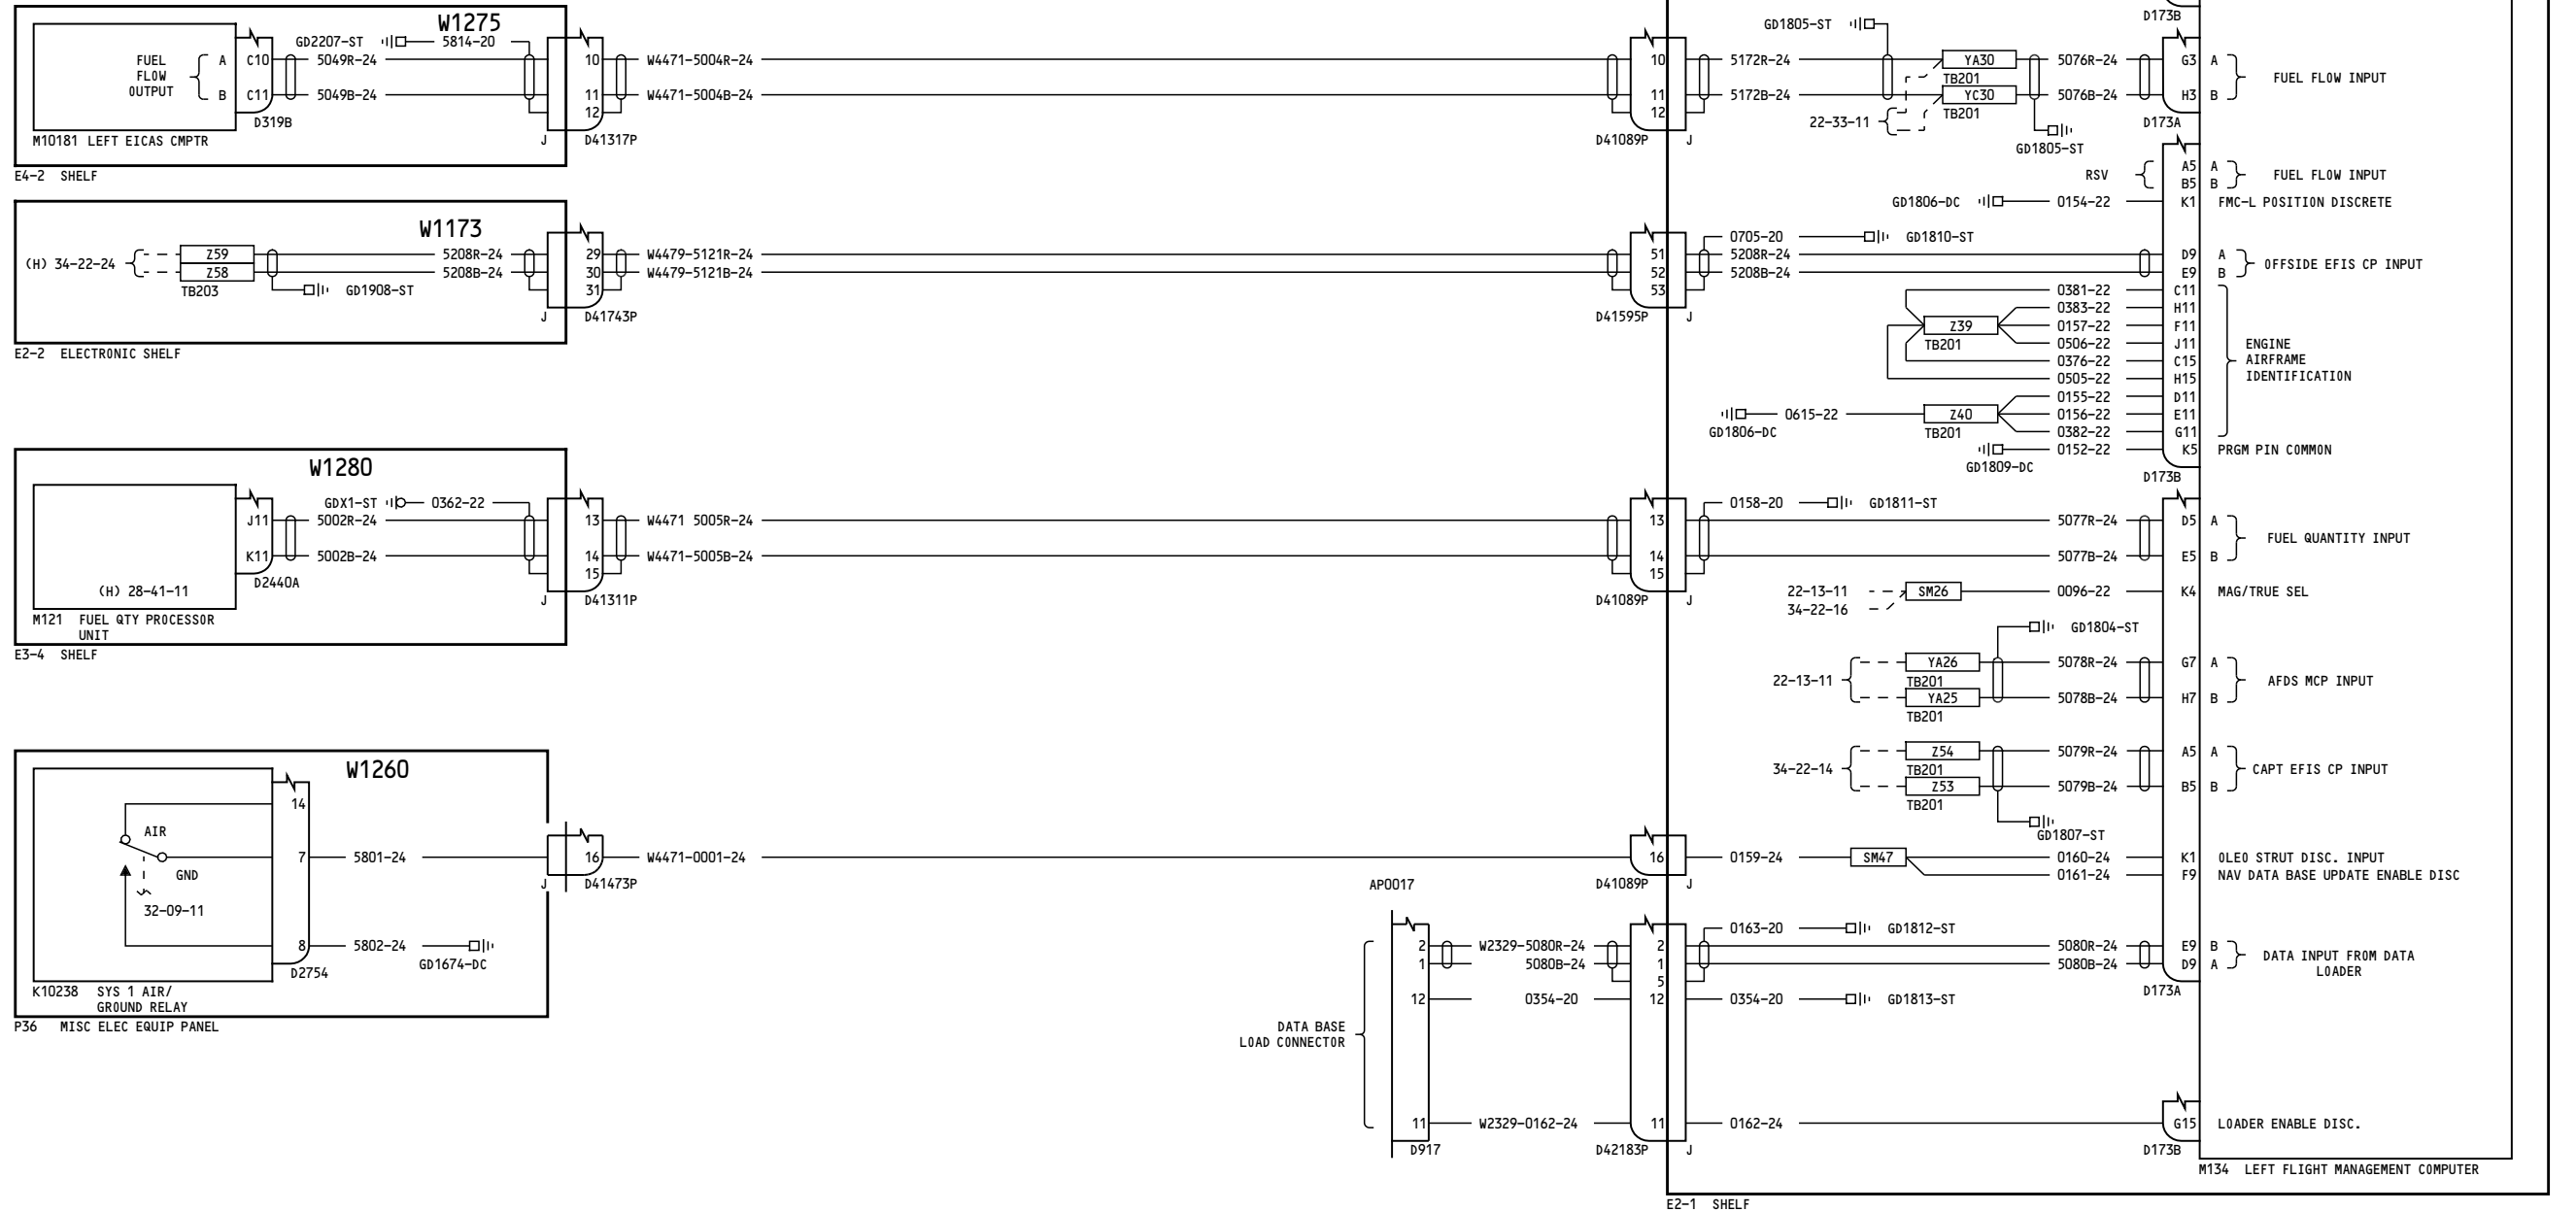 W1275
FUEL FLOW OUTPUT
A C10 5049R-24
B C11 5049B-24
GD2207-ST 5814-20
D319B
M10181 LEFT EICAS CMPTR
E4-2 SHELF
10 W4471-5004R-24
11 W4471-5004B-24
12
J D41317P
10 5172R-24 YA30 5076R-24 G3 A
TB201
11 5172B-24 YC30 5076B-24 H3 B
TB201
12
D41089P J
FUEL FLOW INPUT
GD1805-ST
22-33-11
GD1805-ST
D173B
D173A
W1173
(H) 34-22-24
Z59 5208R-24
Z58 5208B-24
TB203
GD1908-ST
E2-2 ELECTRONIC SHELF
29 W4479-5121R-24
30 W4479-5121B-24
31
J D41743P
RSV
A5 A
B5 B
FUEL FLOW INPUT
GD1806-DC 0154-22 K1 FMC-L POSITION DISCRETE
0705-20 GD1810-ST
51 5208R-24 D9 A
52 5208B-24 E9 B
53
OFFSIDE EFIS CP INPUT
D41595P J
0381-22 C11
0383-22 H11
Z39 0157-22 F11
TB201
0506-22 J11
0376-22 C15
0505-22 H15
0155-22 D11
GD1806-DC 0615-22 Z40 0156-22 E11
TB201
0382-22 G11
ENGINE AIRFRAME IDENTIFICATION
GD1809-DC 0152-22 K5 PRGM PIN COMMON
D173B
W1280
GDX1-ST 0362-22
J11 5002R-24
K11 5002B-24
D2440A
(H) 28-41-11
M121 FUEL QTY PROCESSOR UNIT
E3-4 SHELF
13 W4471 5005R-24
14 W4471-5005B-24
15
J D41311P
0158-20 GD1811-ST
13 5077R-24 D5 A
14 5077B-24 E5 B
15
FUEL QUANTITY INPUT
D41089P J
22-13-11
34-22-16
SM26 0096-22 K4 MAG/TRUE SEL
GD1804-ST
22-13-11
YA26 5078R-24 G7 A
TB201
YA25 5078B-24 H7 B
TB201
AFDS MCP INPUT
34-22-14
Z54 5079R-24 A5 A
TB201
Z53 5079B-24 B5 B
TB201
CAPT EFIS CP INPUT
GD1807-ST
W1260
14
AIR
GND
7 5801-24
32-09-11
8 5802-24
GD1674-DC
D2754
K10238 SYS 1 AIR/ GROUND RELAY
P36 MISC ELEC EQUIP PANEL
16 W4471-0001-24
J D41473P
16 0159-24 SM47 0160-24 K1 OLEO STRUT DISC. INPUT
0161-24 F9 NAV DATA BASE UPDATE ENABLE DISC
D41089P J
AP0017
DATA BASE LOAD CONNECTOR
0163-20 GD1812-ST
2 W2329-5080R-24 2 5080R-24 E9 B
1 5080B-24 1 5080B-24 D9 A
5
DATA INPUT FROM DATA LOADER
12 0354-20 12 0354-20 GD1813-ST
D173A
11 W2329-0162-24 11 0162-24 G15 LOADER ENABLE DISC.
D917
D42183P J
D173B
M134 LEFT FLIGHT MANAGEMENT COMPUTER
E2-1 SHELF